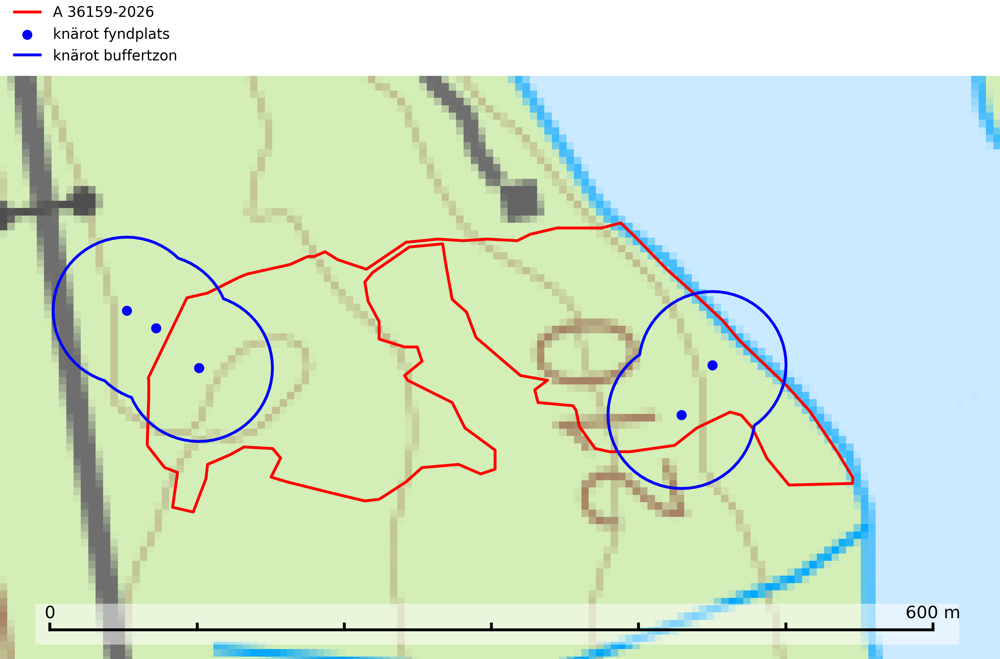 A 36159-2026
knärot fyndplats
knärot buffertzon
0
600 m